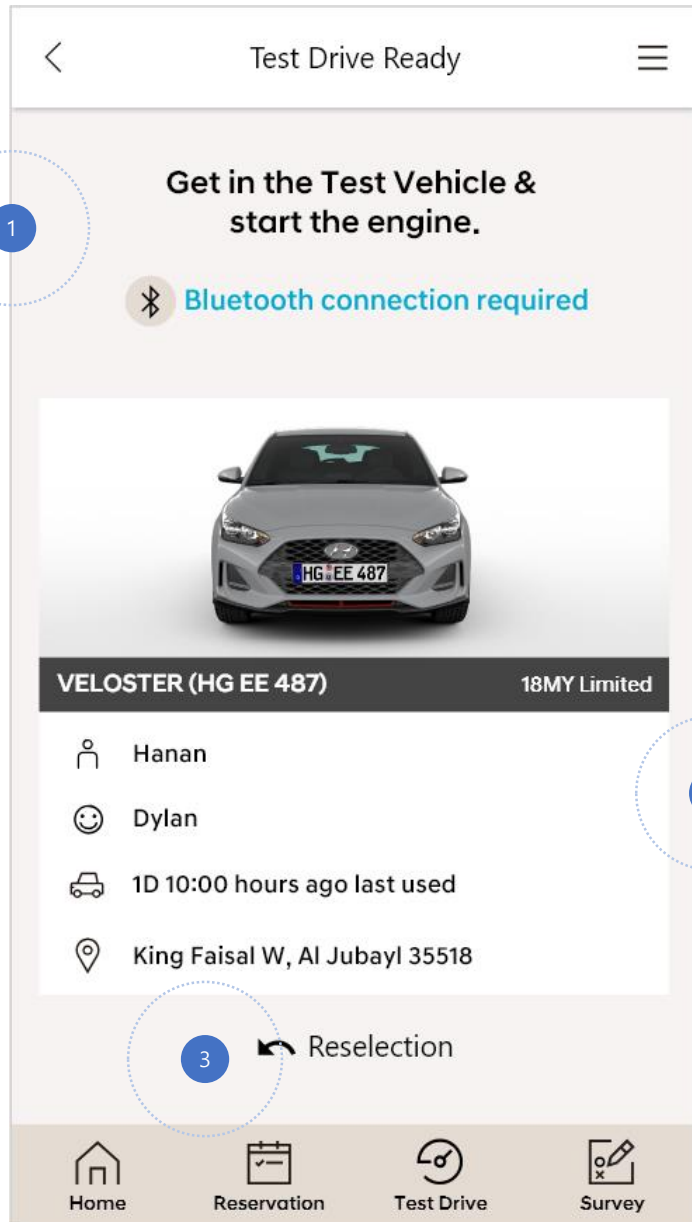 Test Drive Ready
1
Get in the Test Vehicle &
start the engine.
Bluetooth connection required
HG EE 487
VELOSTER (HG EE 487) 18MY Limited
Hanan
Dylan
1D 10:00 hours ago last used
King Faisal W, Al Jubayl 35518
3 Reselection
Home Reservation Test Drive Survey